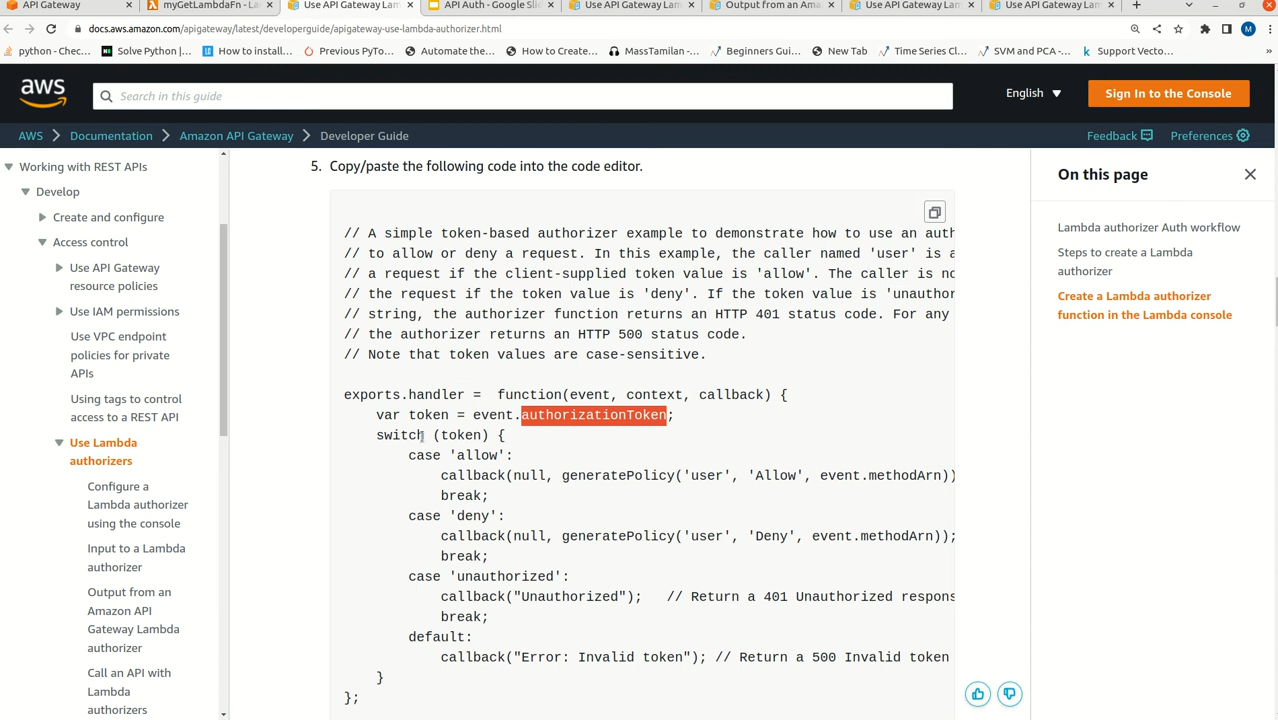 API Gateway
myGetLambdaFn - La
Use API Gateway Lam
API Auth - Google Slic
Use API Gateway Lam
Output from an Ama
Use API Gateway Lam
Use API Gateway Lam
docs.aws.amazon.com/apigateway/latest/developerguide/apigateway-use-lambda-authorizer.html
M
python - Chec...
Solve Python |...
How to install...
Previous PyTo...
Automate the...
How to Create...
MassTamilan -...
Beginners Gui...
New Tab
Time Series Cl...
SVM and PCA -...
Support Vecto...
»
aws
Search in this guide
English
Sign In to the Console
AWS
Documentation
Amazon API Gateway
Developer Guide
Feedback
Preferences
Working with REST APIs
Develop
Create and configure
Access control
Use API Gateway
resource policies
Use IAM permissions
Use VPC endpoint
policies for private
APIs
Using tags to control
access to a REST API
Use Lambda
authorizers
Configure a
Lambda authorizer
using the console
Input to a Lambda
authorizer
Output from an
Amazon API
Gateway Lambda
authorizer
Call an API with
Lambda
authorizers
5. Copy/paste the following code into the code editor.
// A simple token-based authorizer example to demonstrate how to use an auth
// to allow or deny a request. In this example, the caller named 'user' is a
// a request if the client-supplied token value is 'allow'. The caller is no
// the request if the token value is 'deny'. If the token value is 'unauthor
// string, the authorizer function returns an HTTP 401 status code. For any
// the authorizer returns an HTTP 500 status code.
// Note that token values are case-sensitive.
exports.handler =  function(event, context, callback) {
    var token = event.authorizationToken;
    switch (token) {
        case 'allow':
            callback(null, generatePolicy('user', 'Allow', event.methodArn))
            break;
        case 'deny':
            callback(null, generatePolicy('user', 'Deny', event.methodArn));
            break;
        case 'unauthorized':
            callback("Unauthorized");   // Return a 401 Unauthorized respons
            break;
        default:
            callback("Error: Invalid token"); // Return a 500 Invalid token
    }
};
On this page
Lambda authorizer Auth workflow
Steps to create a Lambda
authorizer
Create a Lambda authorizer
function in the Lambda console